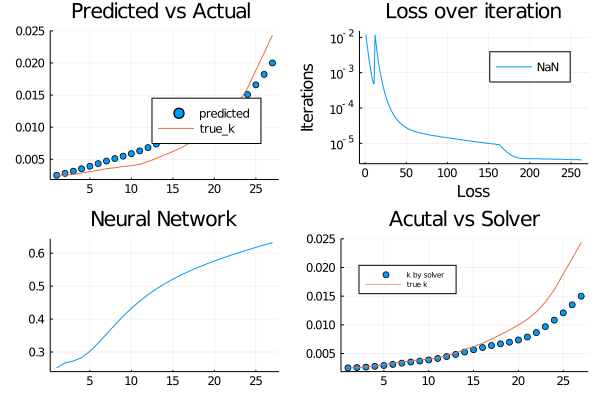 Predicted vs Actual
0.025
0.020
0.015
0.010
0.005
predicted
true_k
5 10 15 20 25
Loss over iteration
10⁻²
10⁻³
10⁻⁴
10⁻⁵
Iterations
NaN
0 50 100 150 200 250
Loss
Neural Network
0.6
0.5
0.4
0.3
5 10 15 20 25
Acutal vs Solver
0.025
0.020
0.015
0.010
0.005
k by solver
true k
5 10 15 20 25